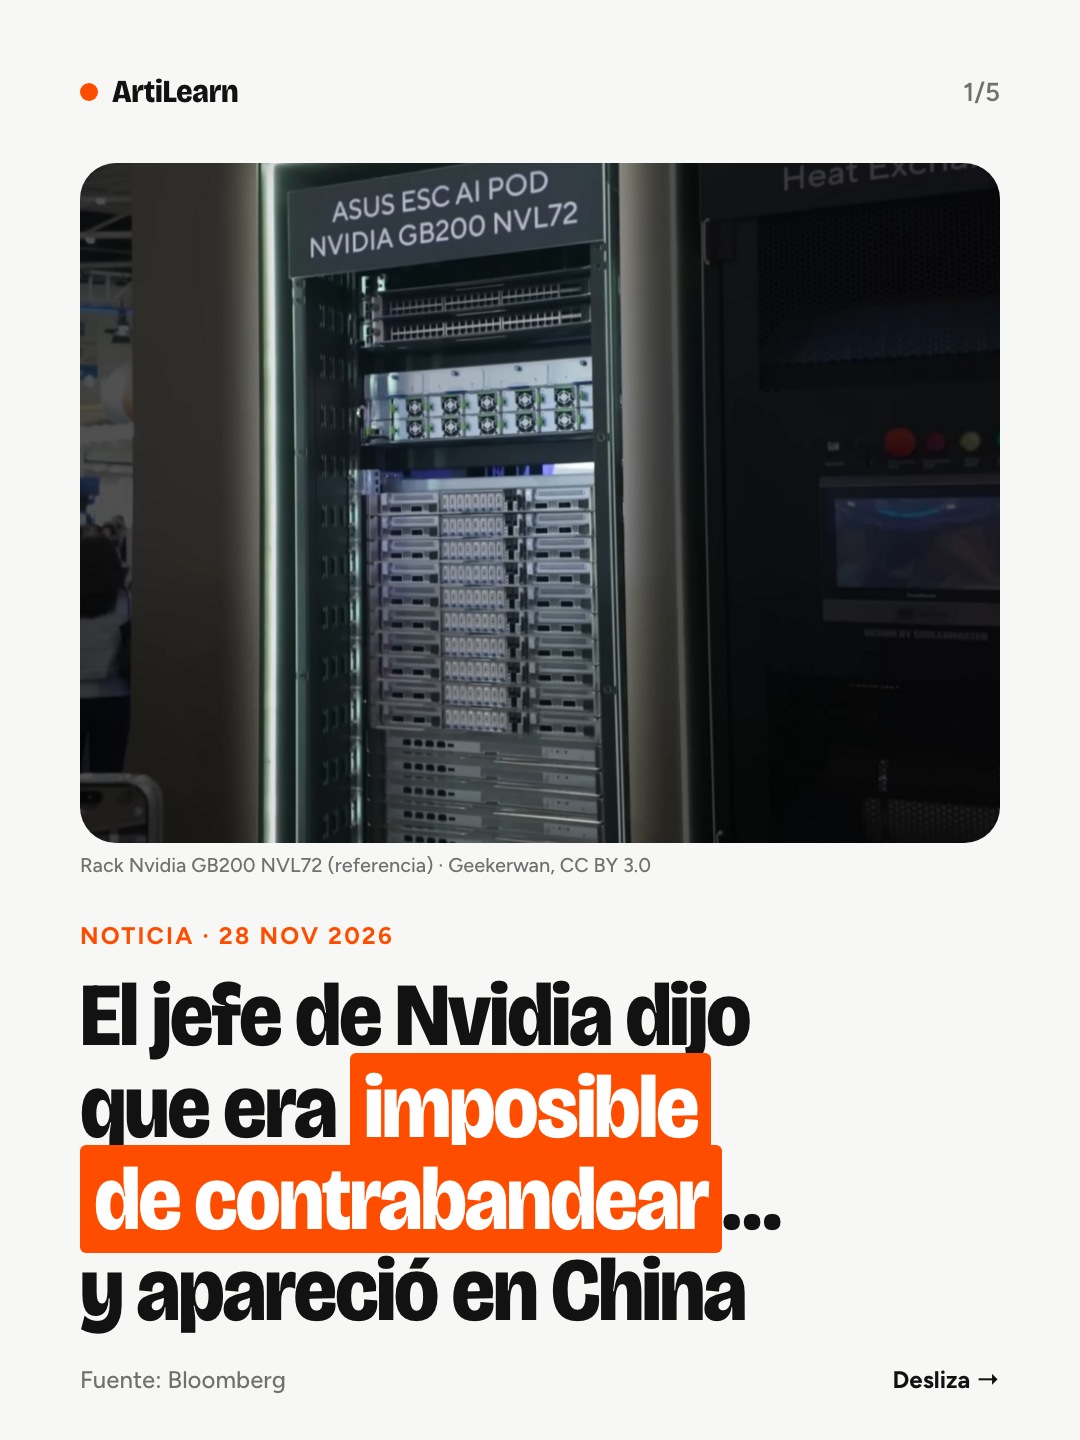 ArtiLearn
1/5
ASUS ESC AI POD
NVIDIA GB200 NVL72
Heat Excha
Rack Nvidia GB200 NVL72 (referencia) · Geekerwan, CC BY 3.0
NOTICIA · 28 NOV 2026
El jefe de Nvidia dijo
que era imposible
de contrabandear...
y apareció en China
Fuente: Bloomberg
Desliza →